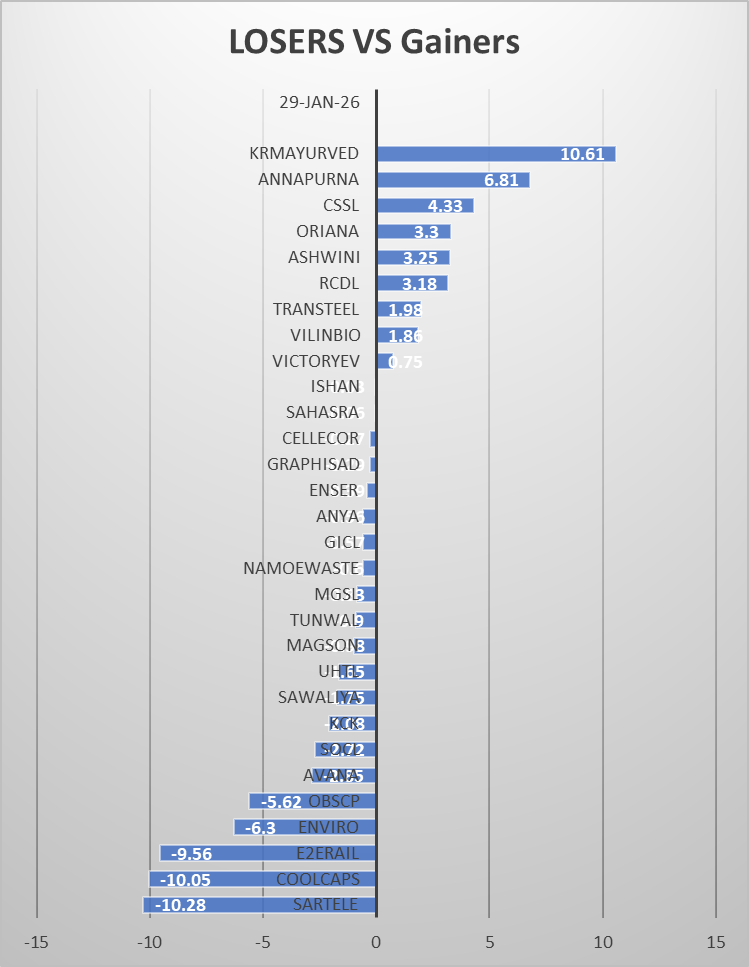 LOSERS VS Gainers
29-JAN-26
KRMAYURVED 10.61
ANNAPURNA 6.81
CSSL 4.33
ORIANA 3.3
ASHWINI 3.25
RCDL 3.18
TRANSTEEL 1.98
VILINBIO 1.86
VICTORYEV 0.75
ISHAN
SAHASRA
CELLECOR
GRAPHISAD
ENSER
ANYA
GICL
NAMOEWASTE
MGSL
TUNWAL
MAGSON
UHTL
SAWALIYA
KCK
AVANA
-5.62 OBSCP
-6.3 ENVIRO
-9.56 E2ERAIL
-10.05 COOLCAPS
-10.28 SARTELE
-15 -10 -5 0 5 10 15